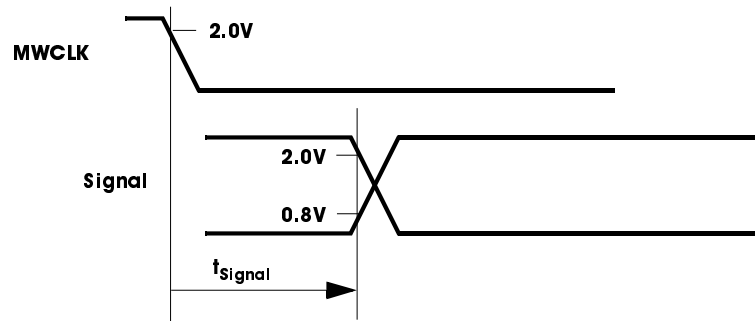 2.0V
MWCLK
2.0V
Signal
0.8V
tSignal